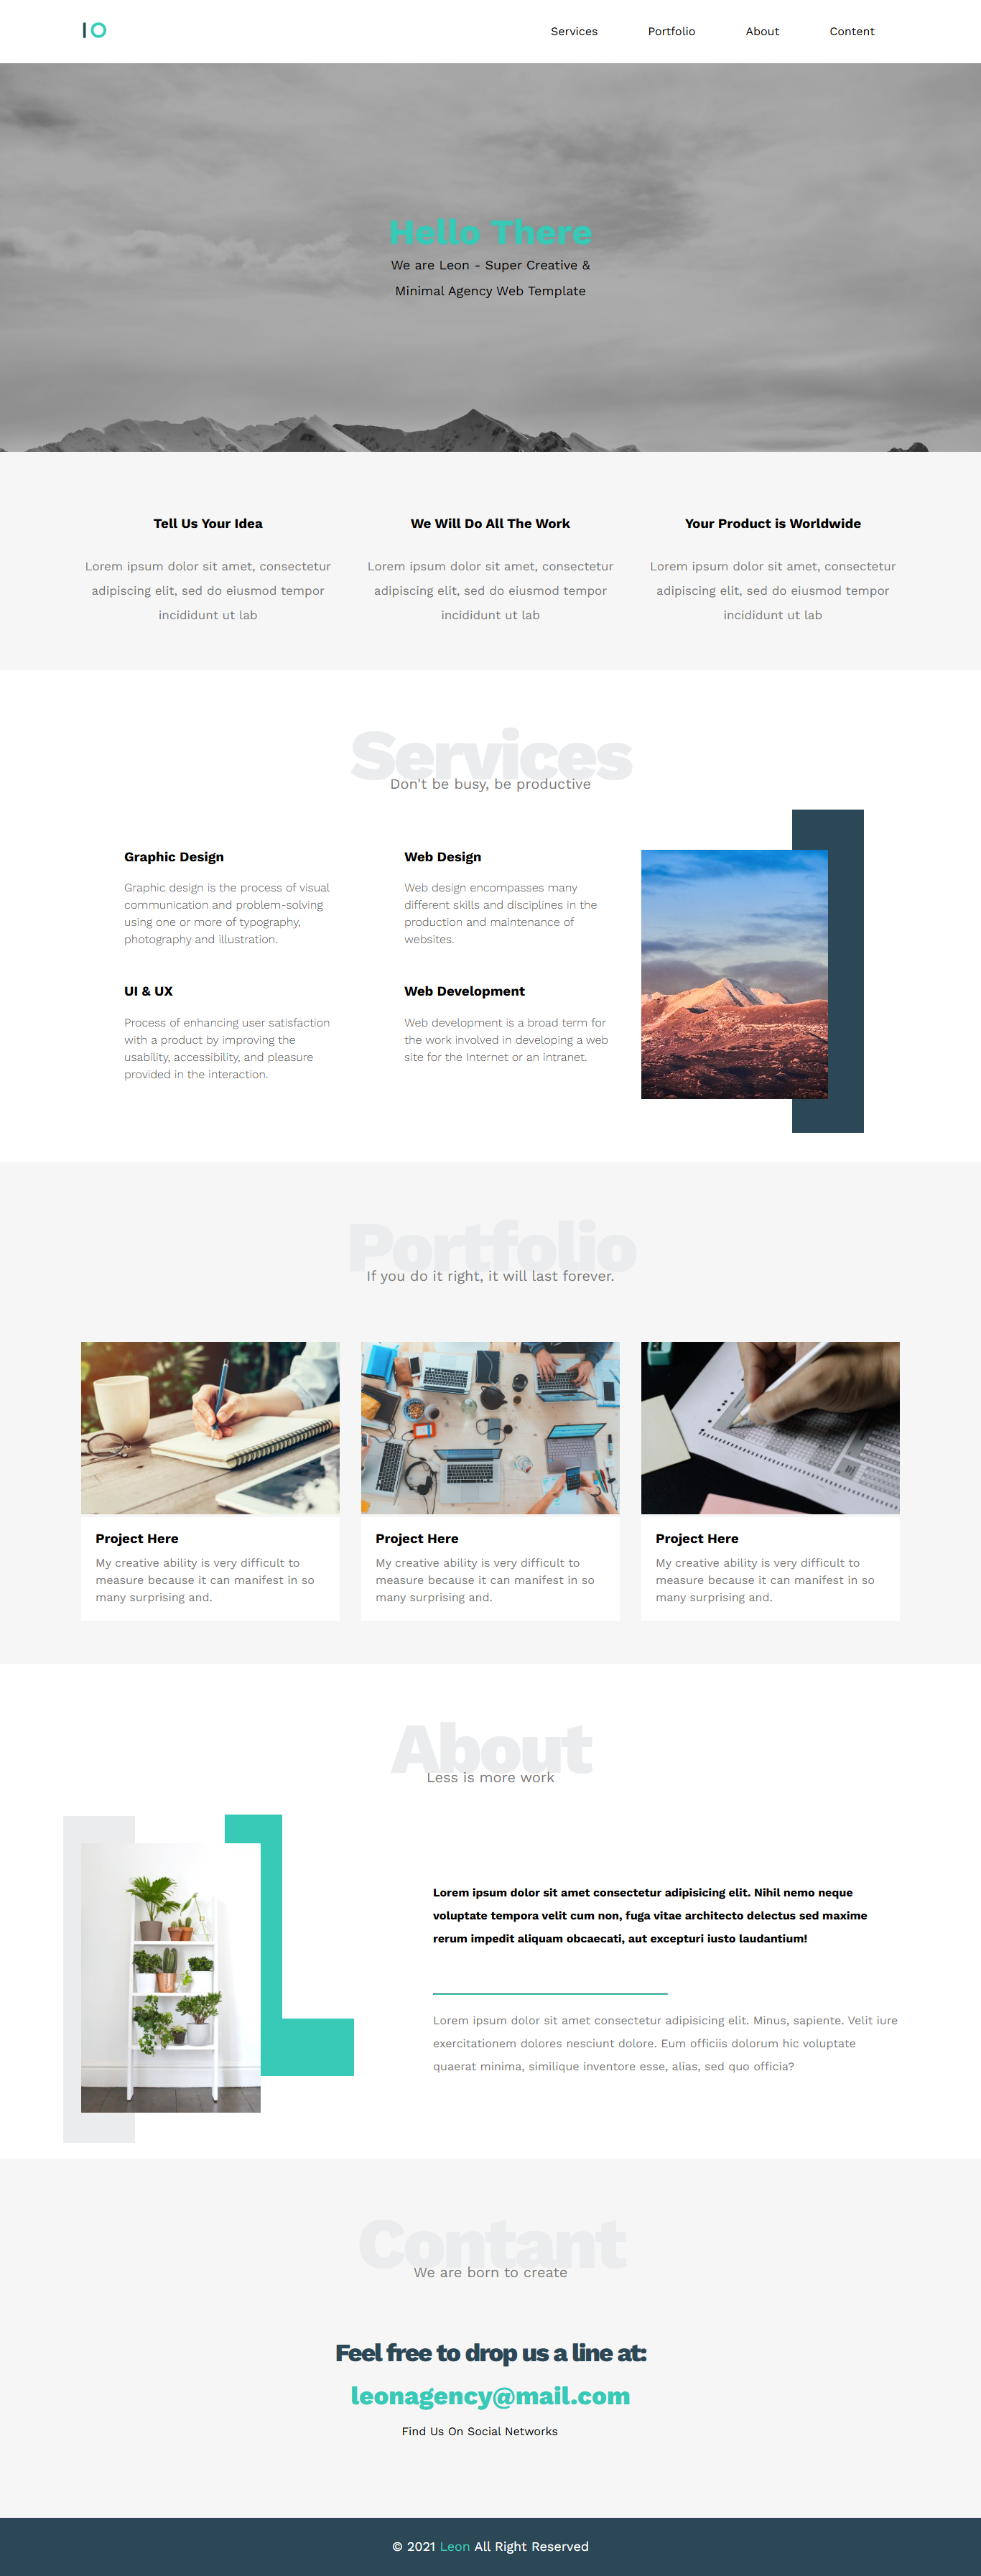 IO
Services Portfolio About Content
Hello There
We are Leon - Super Creative &
Minimal Agency Web Template
Tell Us Your Idea
Lorem ipsum dolor sit amet, consectetur
adipiscing elit, sed do eiusmod tempor
incididunt ut lab
We Will Do All The Work
Lorem ipsum dolor sit amet, consectetur
adipiscing elit, sed do eiusmod tempor
incididunt ut lab
Your Product is Worldwide
Lorem ipsum dolor sit amet, consectetur
adipiscing elit, sed do eiusmod tempor
incididunt ut lab
Services
Don't be busy, be productive
Graphic Design
Graphic design is the process of visual
communication and problem-solving
using one or more of typography,
photography and illustration.
Web Design
Web design encompasses many
different skills and disciplines in the
production and maintenance of
websites.
UI & UX
Process of enhancing user satisfaction
with a product by improving the
usability, accessibility, and pleasure
provided in the interaction.
Web Development
Web development is a broad term for
the work involved in developing a web
site for the Internet or an intranet.
Portfolio
If you do it right, it will last forever.
Project Here
My creative ability is very difficult to
measure because it can manifest in so
many surprising and.
Project Here
My creative ability is very difficult to
measure because it can manifest in so
many surprising and.
Project Here
My creative ability is very difficult to
measure because it can manifest in so
many surprising and.
About
Less is more work
Lorem ipsum dolor sit amet consectetur adipisicing elit. Nihil nemo neque
voluptate tempora velit cum non, fuga vitae architecto delectus sed maxime
rerum impedit aliquam obcaecati, aut excepturi iusto laudantium!
Lorem ipsum dolor sit amet consectetur adipisicing elit. Minus, sapiente. Velit iure
exercitationem dolores nesciunt dolore. Eum officiis dolorum hic voluptate
quaerat minima, similique inventore esse, alias, sed quo officia?
Contant
We are born to create
Feel free to drop us a line at:
leonagency@mail.com
Find Us On Social Networks
© 2021 Leon All Right Reserved